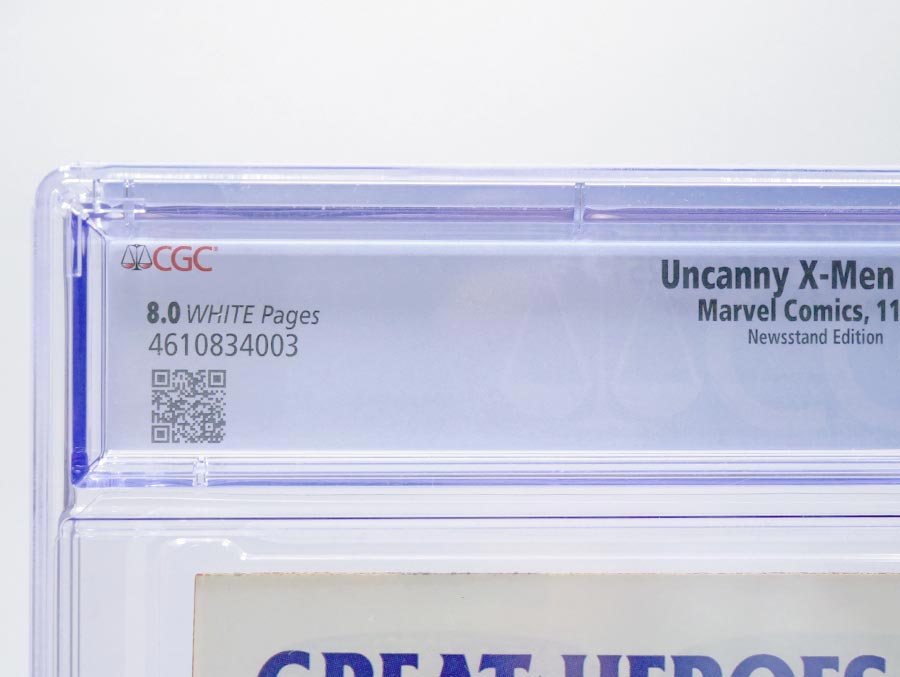 CGC
Uncanny X-Men
8.0 WHITE Pages
Marvel Comics, 11
4610834003
Newsstand Edition
GREAT HEROES